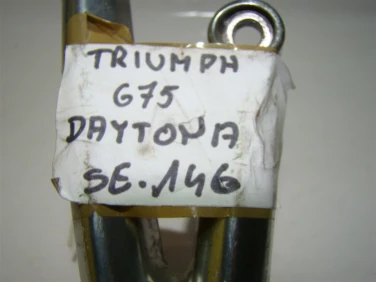 TRIUMPH
675
DAYTONA
SE.146